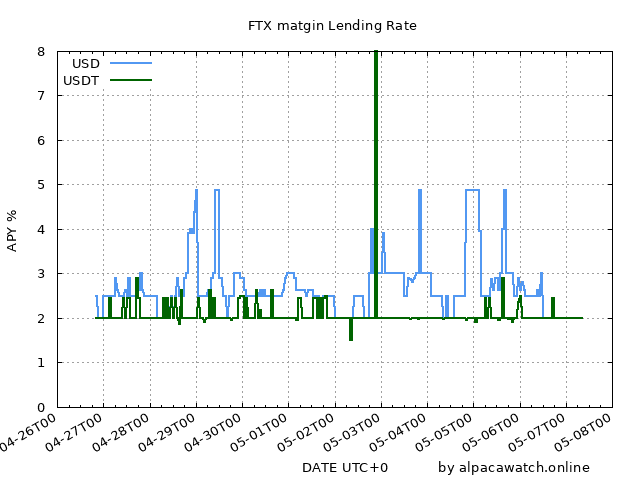 FTX matgin Lending Rate
USD
USDT
8
7
6
5
4
3
2
1
0
APY %
04-26T00
04-27T00
04-28T00
04-29T00
04-30T00
05-01T00
05-02T00
05-03T00
05-04T00
05-05T00
05-06T00
05-07T00
05-08T00
DATE UTC+0
by alpacawatch.online